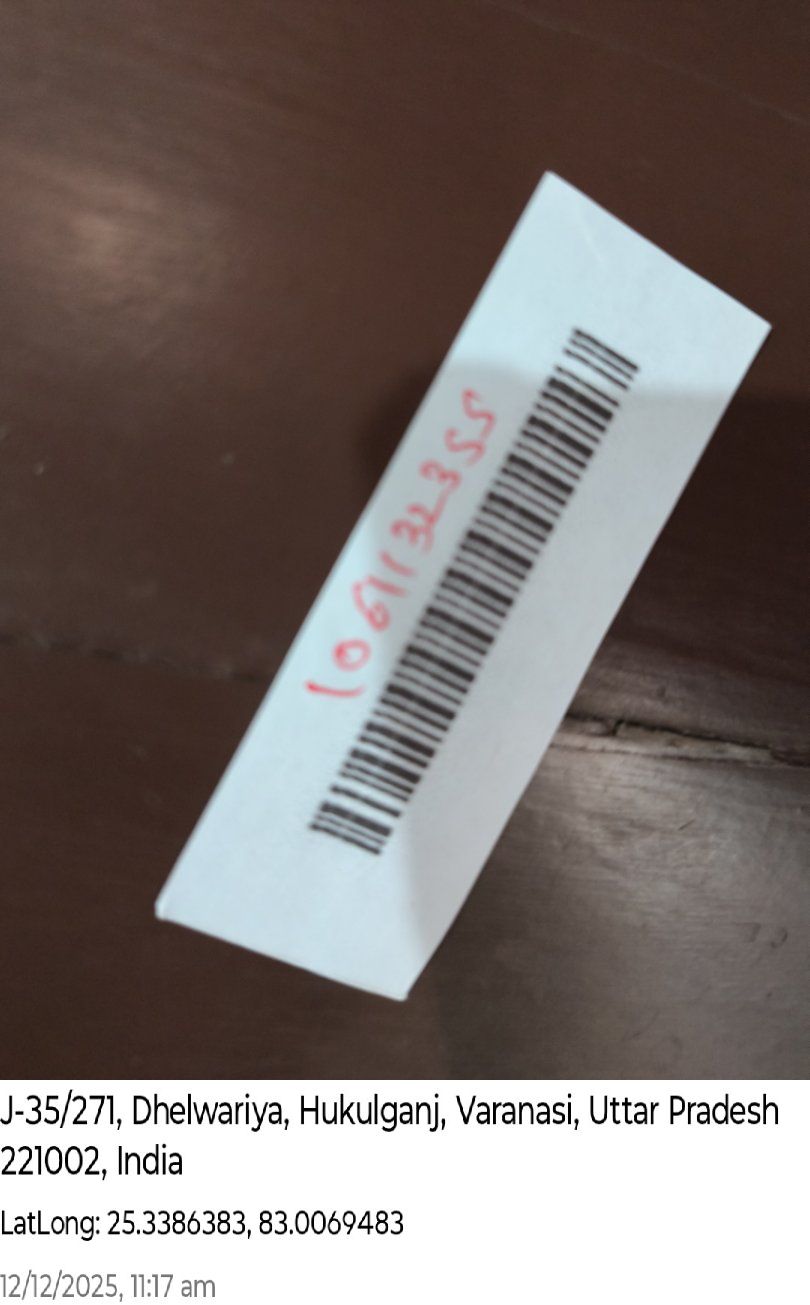 1069132355
J-35/271, Dhelwariya, Hukulganj, Varanasi, Uttar Pradesh
221002, India
LatLong: 25.3386383, 83.0069483
12/12/2025, 11:17 am